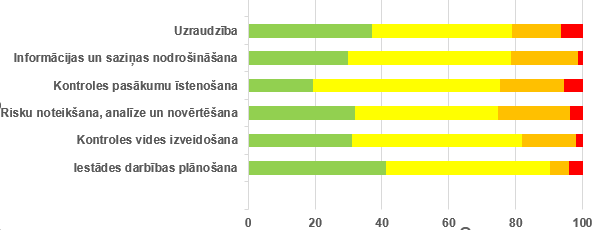 Uzraudzība
Informācijas un saziņas nodrošināšana
Kontroles pasākumu īstenošana
Risku noteikšana, analīze un novērtēšana
Kontroles vides izveidošana
Iestādes darbības plānošana
0 20 40 60 80 100